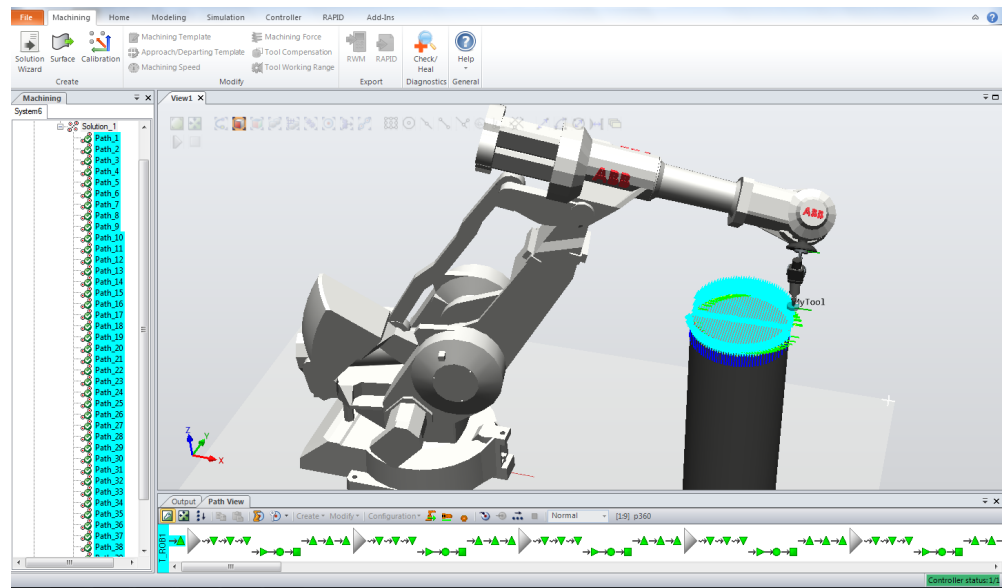 File Machining Home Modeling Simulation Controller RAPID Add-Ins
Solution Wizard
Surface
Calibration
Create
Machining Template
Approach/Departing Template
Machining Speed
Machining Force
Tool Compensation
Tool Working Range
Modify
RWM
RAPID
Export
Check/ Heal
Diagnostics
Help
General
Machining
System6
Solution_1
Path_1
Path_2
Path_3
Path_4
Path_5
Path_6
Path_7
Path_8
Path_9
Path_10
Path_11
Path_12
Path_13
Path_14
Path_15
Path_16
Path_17
Path_18
Path_19
Path_20
Path_21
Path_22
Path_23
Path_24
Path_25
Path_26
Path_27
Path_28
Path_29
Path_30
Path_31
Path_32
Path_33
Path_34
Path_35
Path_36
Path_37
Path_38
View1
ABB
ABB
MyTool
Z
Y
X
Output Path View
Create Modify Configuration Normal [1:9] p360
T_ROB1
Controller status: 1/1